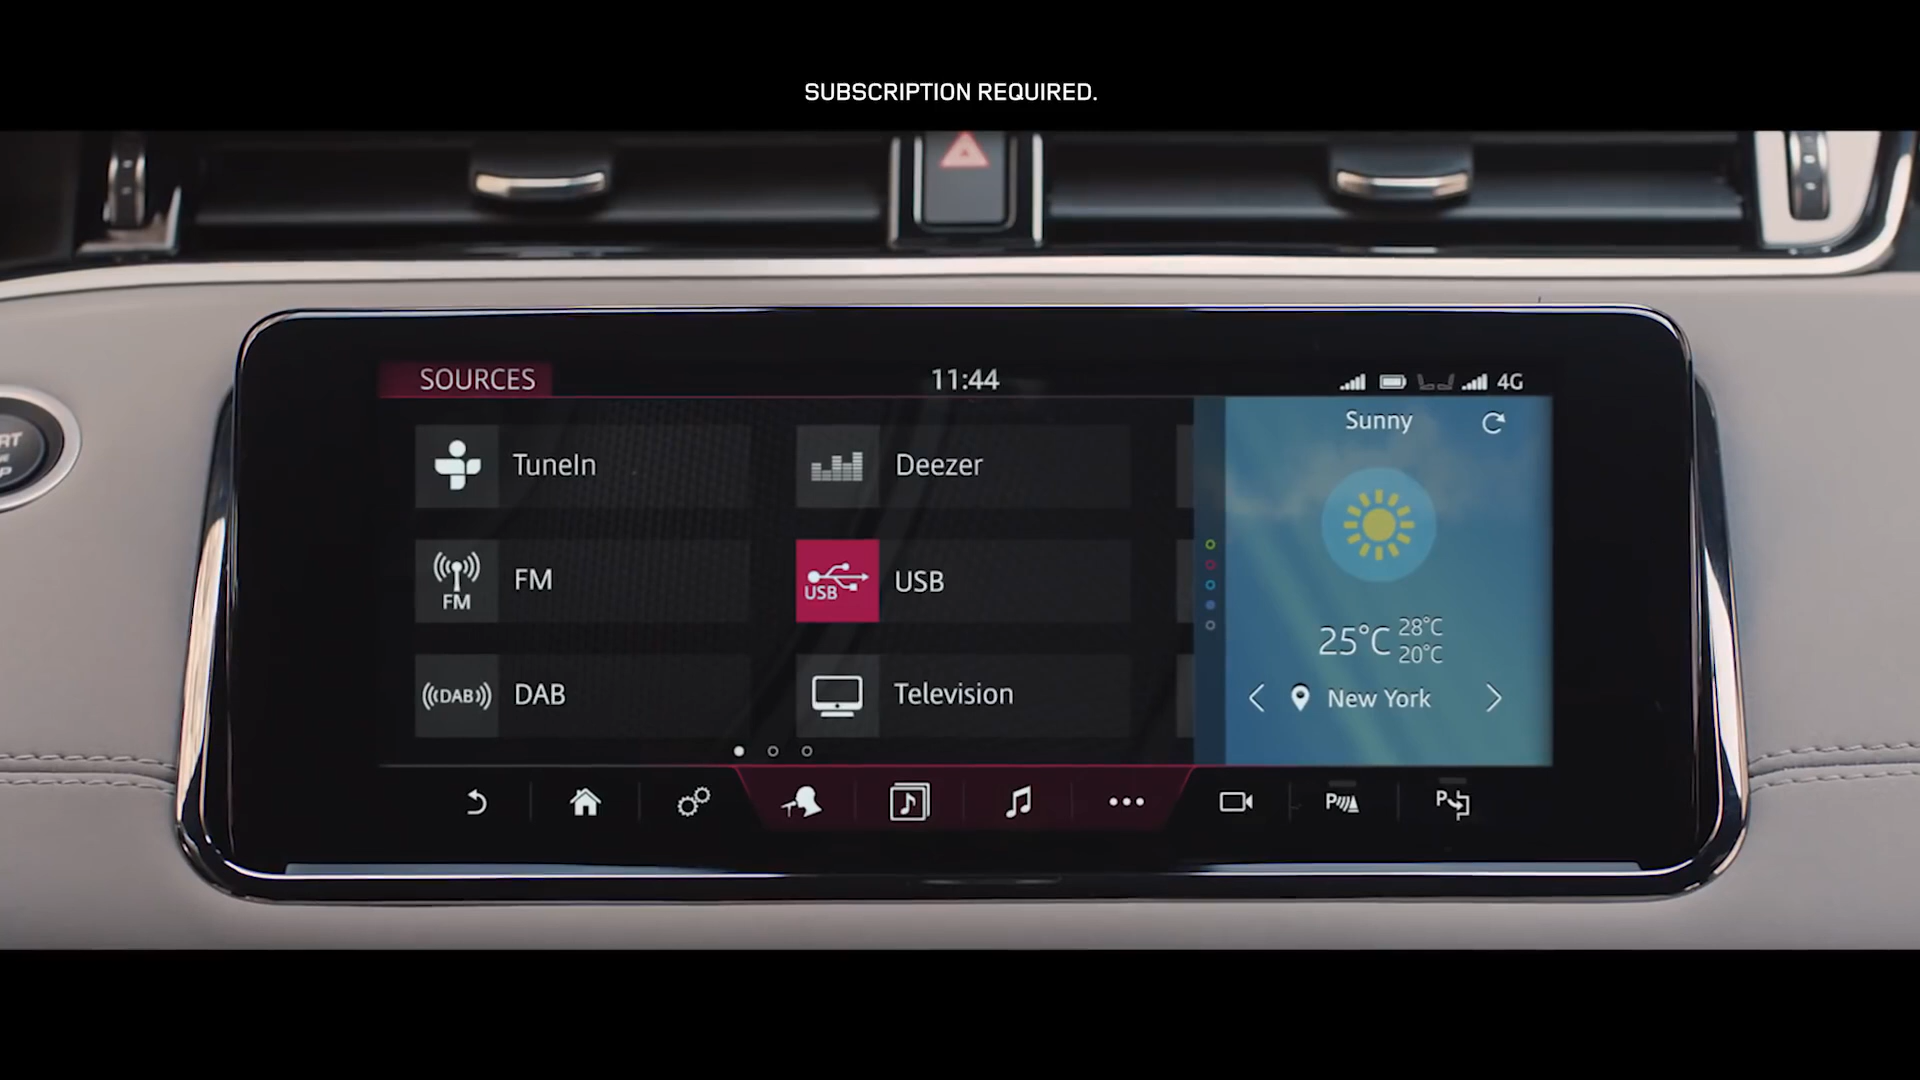 SUBSCRIPTION REQUIRED.
SOURCES
11:44
4G
TuneIn
Deezer
Sunny
FM
FM
USB
USB
25°C
28°C
20°C
DAB
DAB
Television
New York
P
P